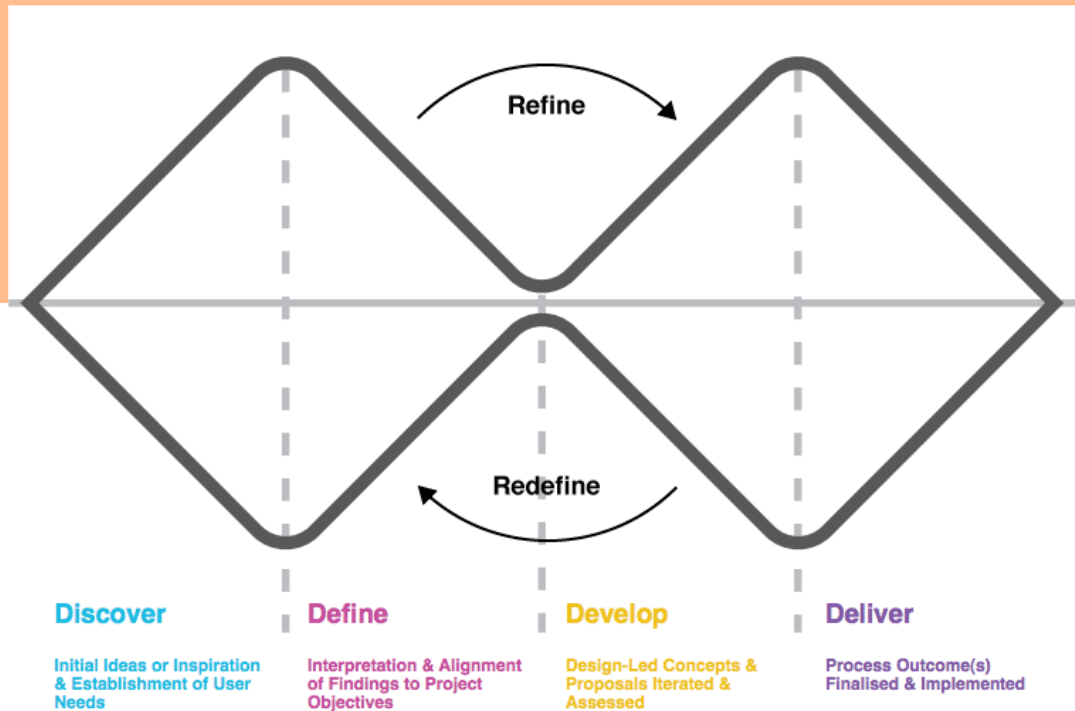 Refine
Redefine
Discover
Initial Ideas or Inspiration
& Establishment of User
Needs
Define
Interpretation & Alignment
of Findings to Project
Objectives
Develop
Design-Led Concepts &
Proposals Iterated &
Assessed
Deliver
Process Outcome(s)
Finalised & Implemented